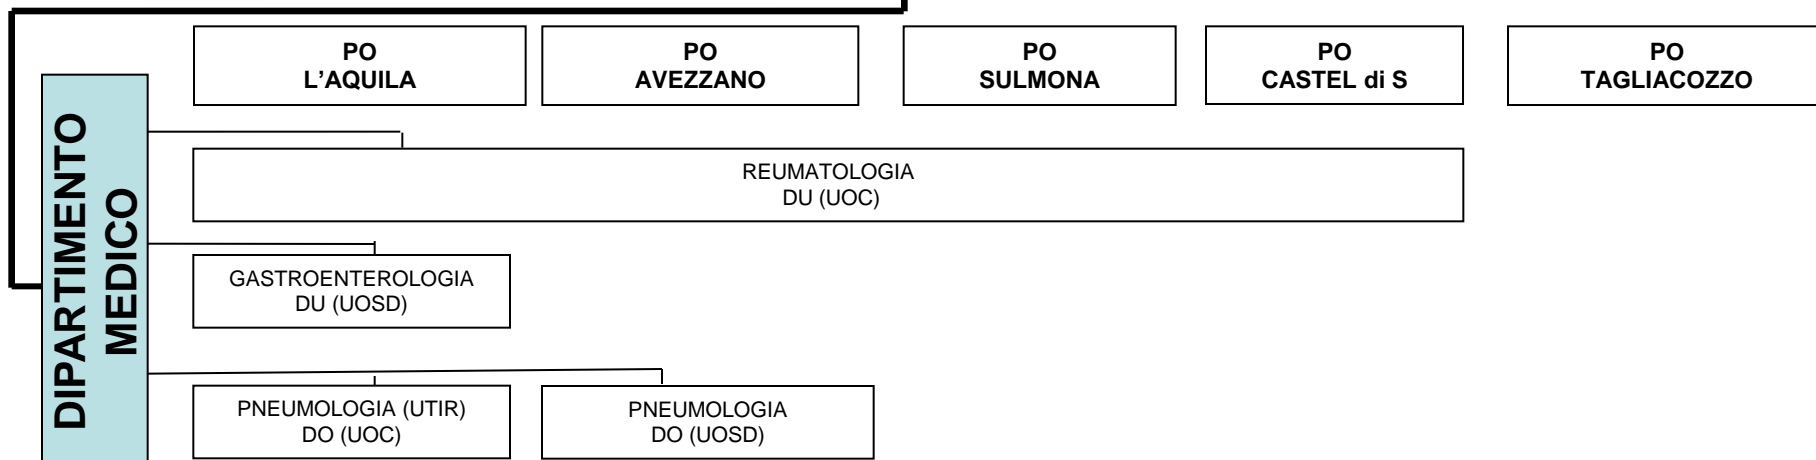 PO
L'AQUILA
PO
AVEZZANO
PO
SULMONA
PO
CASTEL di S
PO
TAGLIACOZZO
DIPARTIMENTO
MEDICO
REUMATOLOGIA
DU (UOC)
GASTROENTEROLOGIA
DU (UOSD)
PNEUMOLOGIA (UTIR)
DO (UOC)
PNEUMOLOGIA
DO (UOSD)